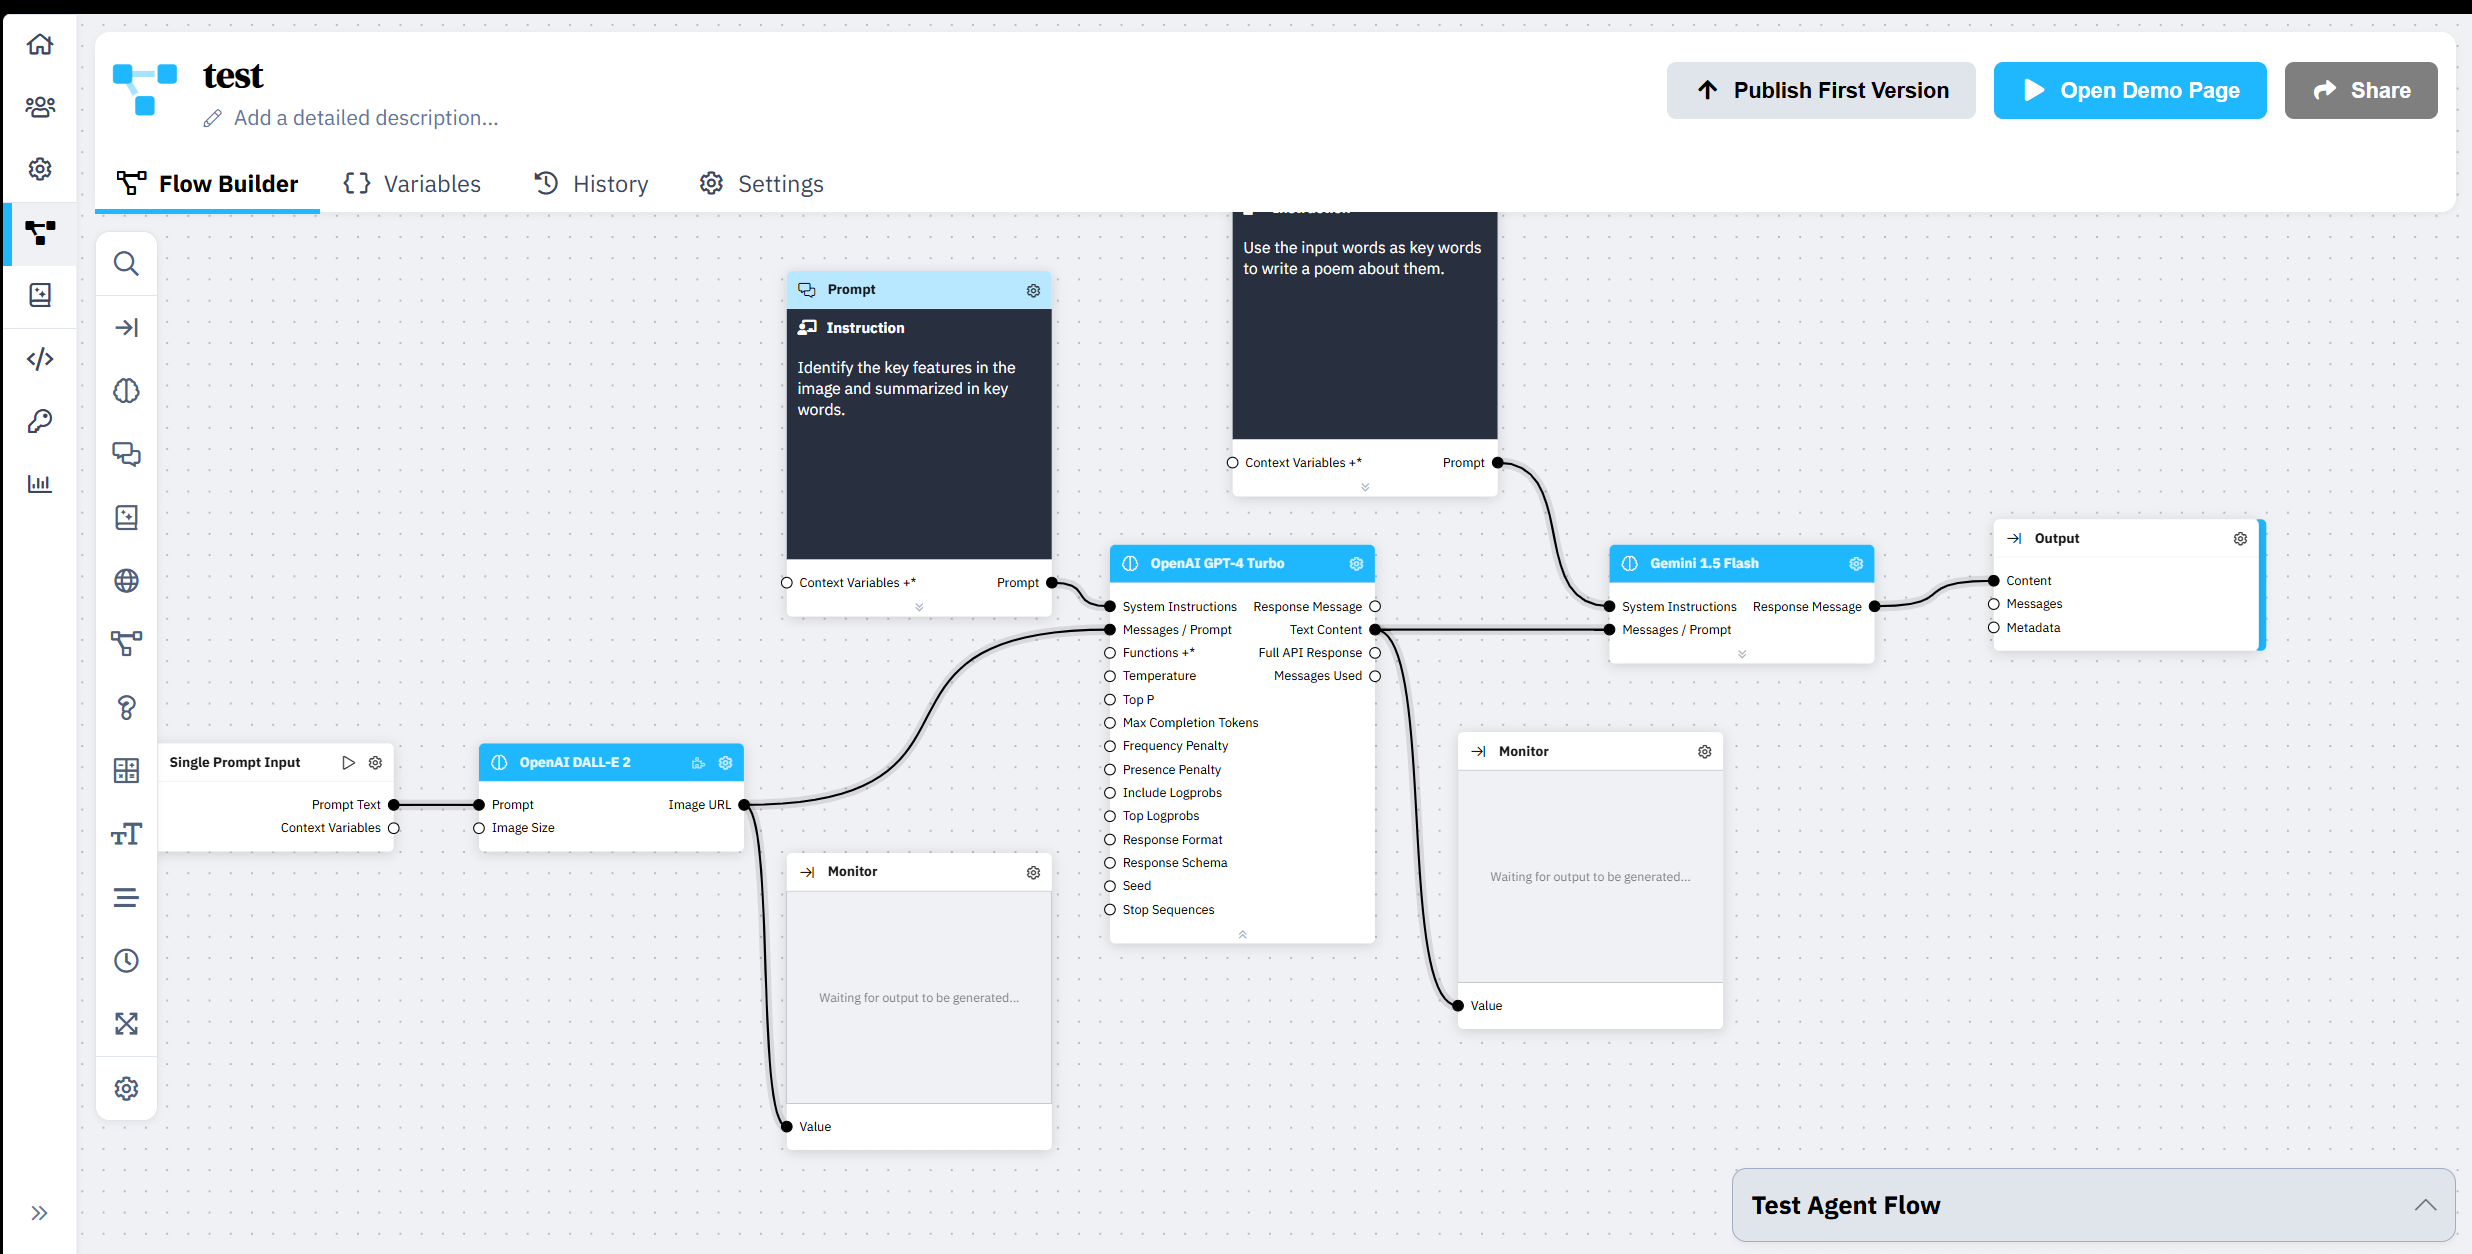 test
Add a detailed description...
Publish First Version
Open Demo Page
Share
Flow Builder
Variables
History
Settings
Instruction
Use the input words as key words
to write a poem about them.
Context Variables +*
Prompt
Prompt
Instruction
Identify the key features in the
image and summarized in key
words.
Context Variables +*
Prompt
OpenAI GPT-4 Turbo
System Instructions
Response Message
Messages / Prompt
Text Content
Functions +*
Full API Response
Temperature
Messages Used
Top P
Max Completion Tokens
Frequency Penalty
Presence Penalty
Include Logprobs
Top Logprobs
Response Format
Response Schema
Seed
Stop Sequences
Gemini 1.5 Flash
System Instructions
Response Message
Messages / Prompt
Output
Content
Messages
Metadata
Single Prompt Input
Prompt Text
Context Variables
OpenAI DALL-E 2
Prompt
Image URL
Image Size
Monitor
Waiting for output to be generated...
Value
Monitor
Waiting for output to be generated...
Value
Test Agent Flow